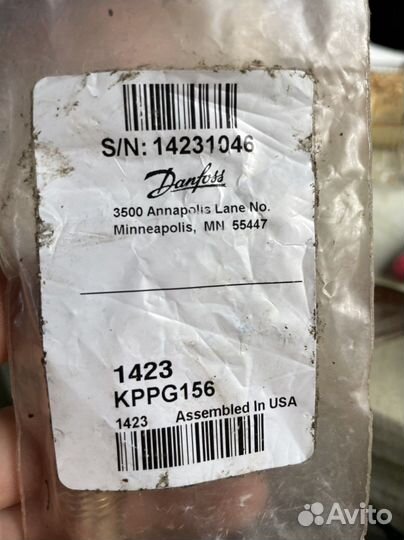 S/N: 14231046
Danfoss
3500 Annapolis Lane No.
Minneapolis, MN 55447
1423
KPPG156
1423 Assembled In USA
Avito